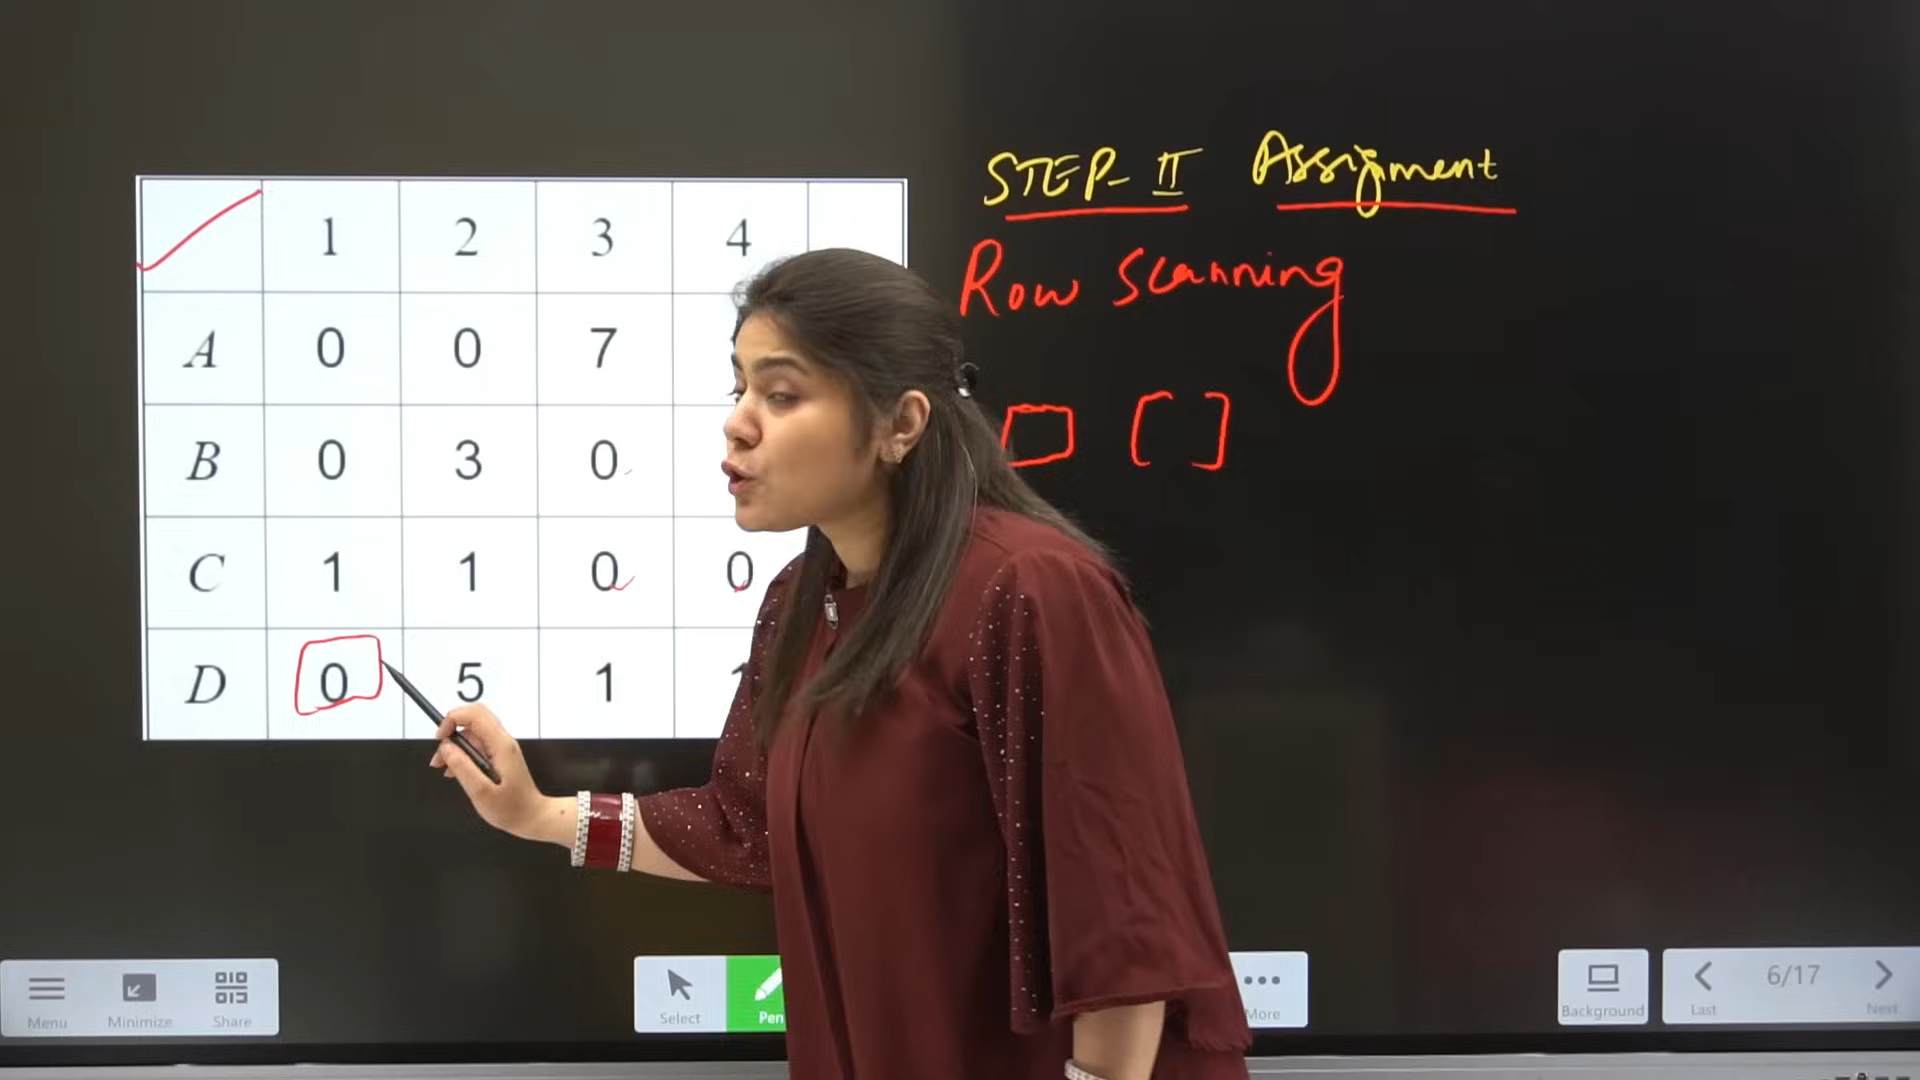 STEP-II Assignment
Row Scanning
[ ]
1 2 3 4
A 0 0 7
B 0 3 0
C 1 1 0 0
D 0 5 1
Menu Minimize Share Select Pen More Background Last 6/17 Next